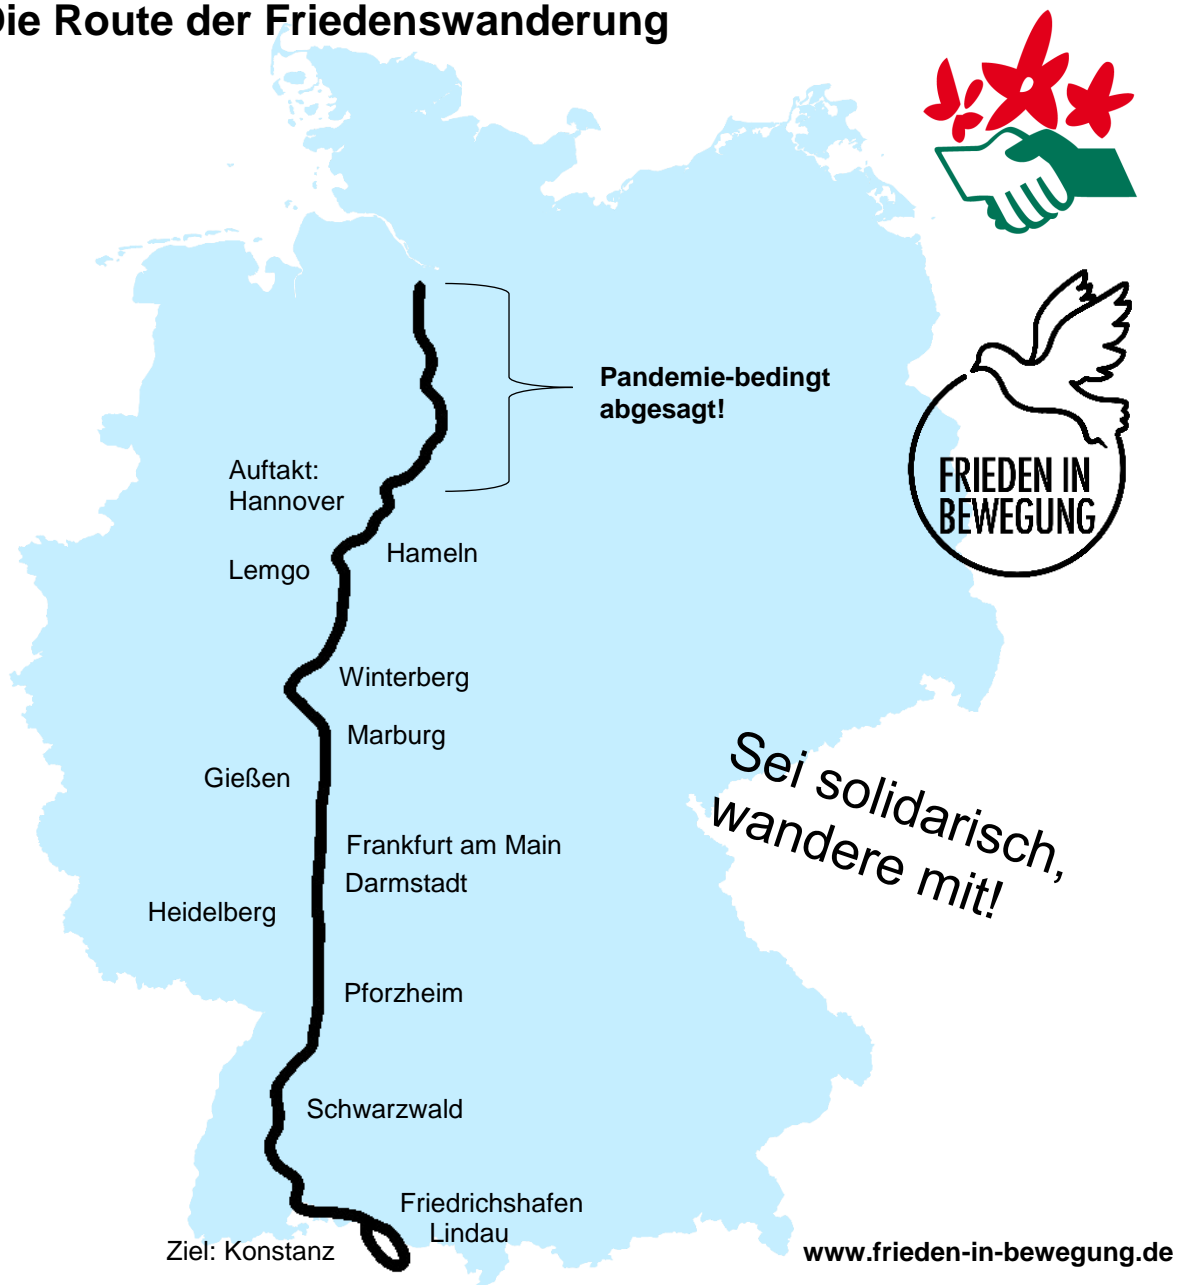 Die Route der Friedenswanderung
Pandemie-bedingt
abgesagt!
FRIEDEN IN
BEWEGUNG
Auftakt:
Hannover
Hameln
Lemgo
Winterberg
Marburg
Gießen
Sei solidarisch,
wandere mit!
Frankfurt am Main
Darmstadt
Heidelberg
Pforzheim
Schwarzwald
Friedrichshafen
Lindau
Ziel: Konstanz
www.frieden-in-bewegung.de